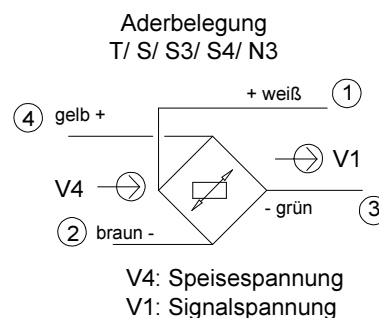 Aderbelegung
T/ S/ S3/ S4/ N3
+ weiß 1
4 gelb +
V1
V4
- grün 3
2 braun -
V4: Speisespannung
V1: Signalspannung